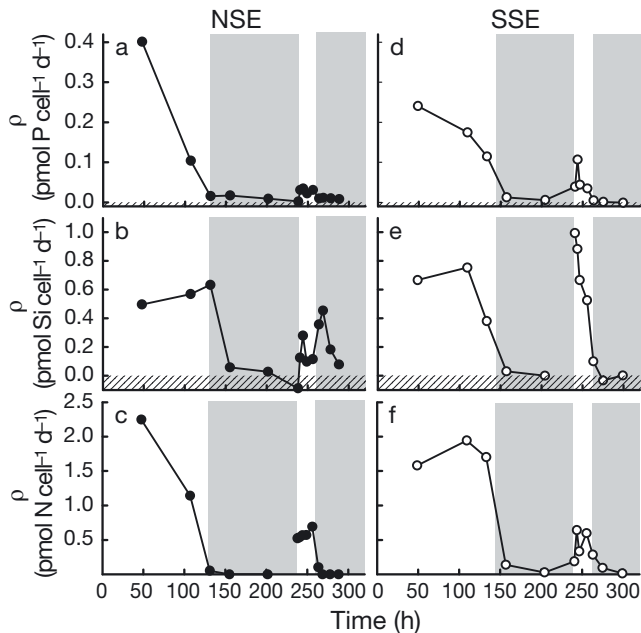 NSE SSE
a d
0.4
0.3
0.2
0.1
0.0
ρ
(pmol P cell⁻¹ d⁻¹)
b e
1.0
0.8
0.6
0.4
0.2
0.0
ρ
(pmol Si cell⁻¹ d⁻¹)
c f
2.5
2.0
1.5
1.0
0.5
ρ
(pmol N cell⁻¹ d⁻¹)
0 50 100 150 200 250 300 0 50 100 150 200 250 300
Time (h)